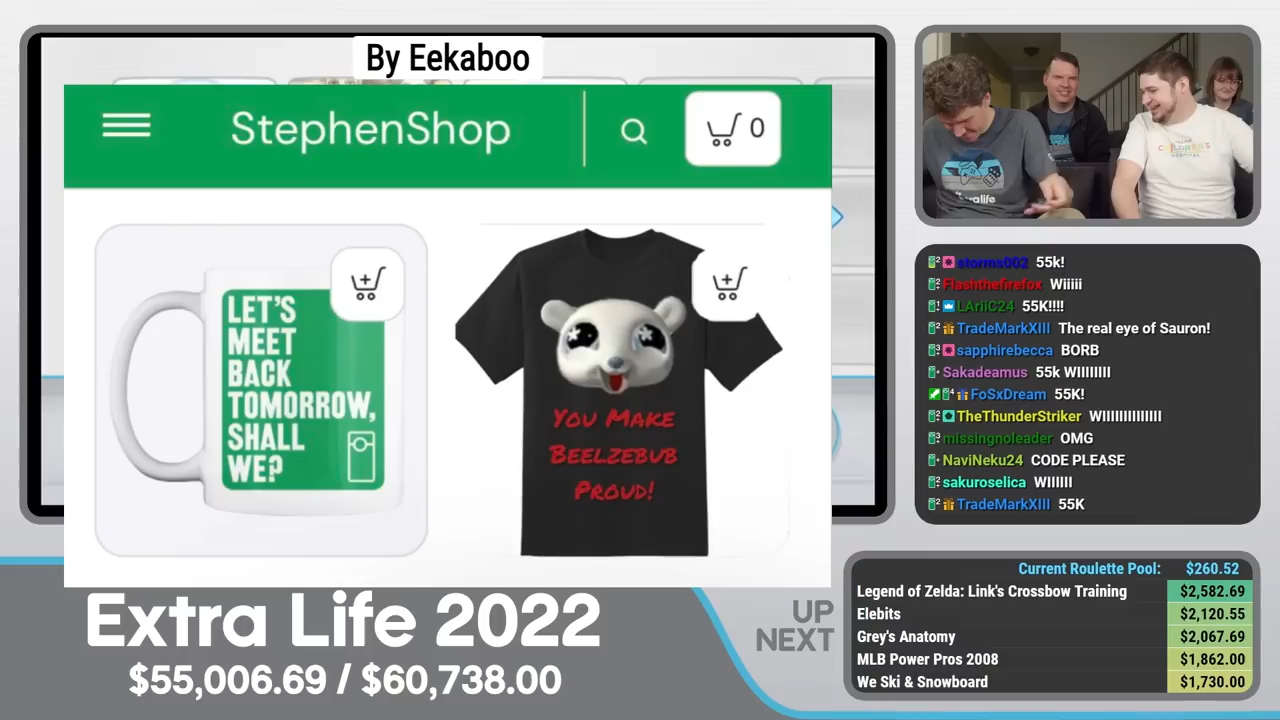 By Eekaboo
StephenShop
0
LET'S
MEET
BACK
TOMORROW,
SHALL
WE?
YOU MAKE
BEELZEBUB
PROUD!
storms002 55k!
Flashthefirefox Wiiiii
LAriiC24 55K!!!!
TradeMarkXIII The real eye of Sauron!
sapphirebecca BORB
Sakadeamus 55k WIIIIIIII
FoSxDream 55K!
TheThunderStriker WIIIIIIIIIIIIII
missingnoleader OMG
NaviNeku24 CODE PLEASE
sakuroselica WIIIIII
TradeMarkXIII 55K
Extra Life 2022
$55,006.69 / $60,738.00
UP
NEXT
Current Roulette Pool: $260.52
Legend of Zelda: Link's Crossbow Training $2,582.69
Elebits $2,120.55
Grey's Anatomy $2,067.69
MLB Power Pros 2008 $1,862.00
We Ski & Snowboard $1,730.00